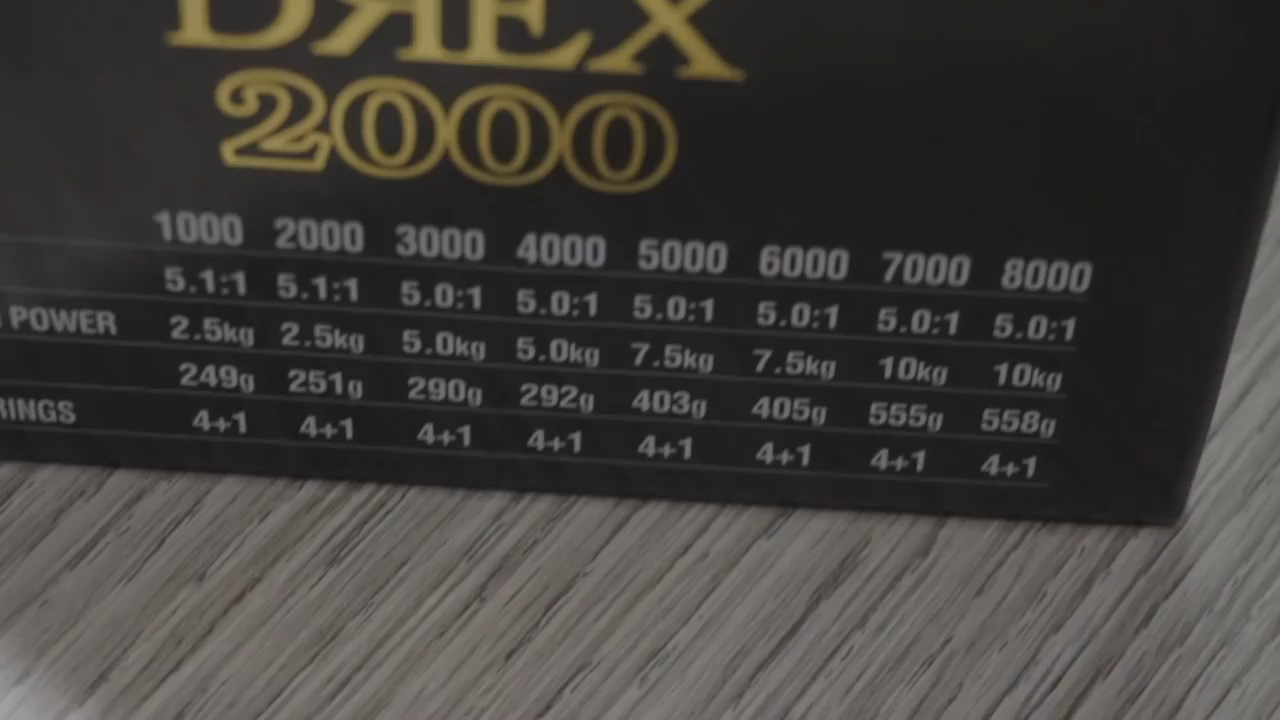 DREX
2000
1000 2000 3000 4000 5000 6000 7000 8000
5.1:1 5.1:1 5.0:1 5.0:1 5.0:1 5.0:1 5.0:1 5.0:1
POWER 2.5kg 2.5kg 5.0kg 5.0kg 7.5kg 7.5kg 10kg 10kg
249g 251g 290g 292g 403g 405g 555g 558g
RINGS 4+1 4+1 4+1 4+1 4+1 4+1 4+1 4+1